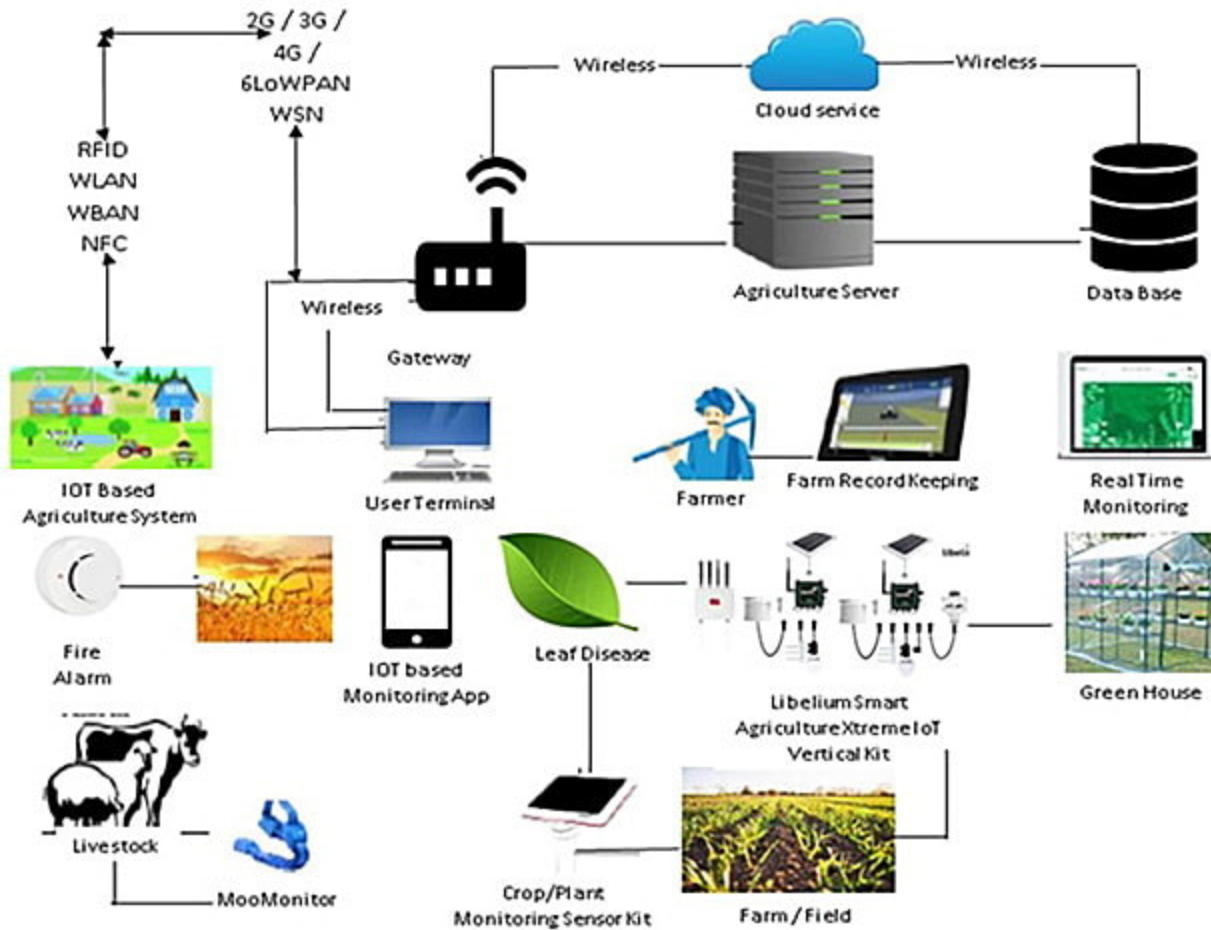 2G / 3G /
4G /
6LoWPAN
WSN
Wireless
Wireless
Cloud service
RFID
WLAN
WBAN
NFC
Agriculture Server
Data Base
Wireless
Gateway
IOT Based
Agriculture System
User Terminal
Farmer
Farm Record Keeping
Real Time
Monitoring
Fire
Alarm
IOT based
Monitoring App
Leaf Disease
Libelium Smart
Agriculture Xtreme IoT
Vertical Kit
Green House
Livestock
MooMonitor
Crop/Plant
Monitoring Sensor Kit
Farm / Field